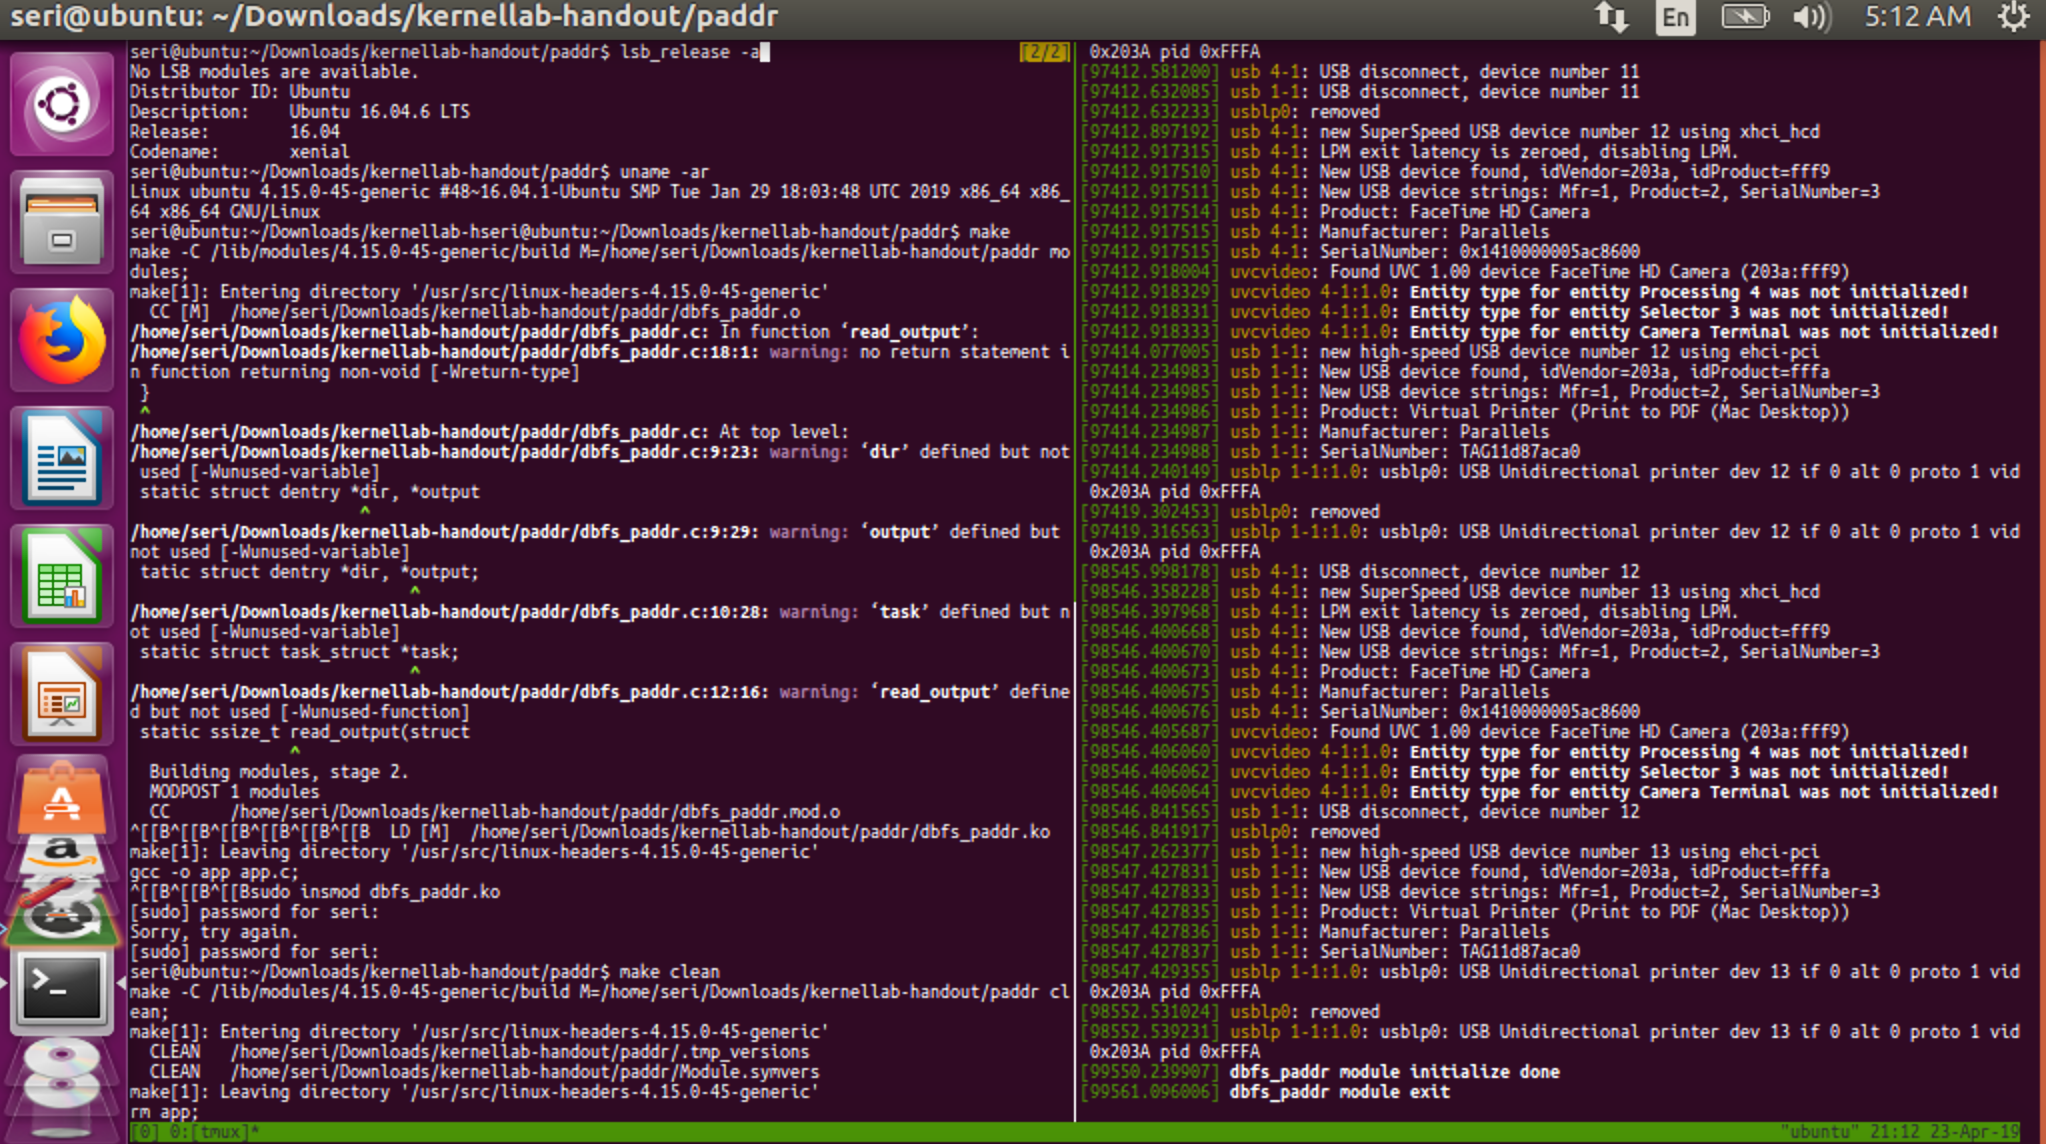 seri@ubuntu: ~/Downloads/kernellab-handout/paddr
En
5:12 AM
seri@ubuntu:~/Downloads/kernellab-handout/paddr$ lsb_release -a
[2/2]
No LSB modules are available.
Distributor ID: Ubuntu
Description:    Ubuntu 16.04.6 LTS
Release:        16.04
Codename:       xenial
seri@ubuntu:~/Downloads/kernellab-handout/paddr$ uname -ar
Linux ubuntu 4.15.0-45-generic #48~16.04.1-Ubuntu SMP Tue Jan 29 18:03:48 UTC 2019 x86_64 x86_
64 x86_64 GNU/Linux
seri@ubuntu:~/Downloads/kernellab-hseri@ubuntu:~/Downloads/kernellab-handout/paddr$ make
make -C /lib/modules/4.15.0-45-generic/build M=/home/seri/Downloads/kernellab-handout/paddr mo
dules;
make[1]: Entering directory '/usr/src/linux-headers-4.15.0-45-generic'
  CC [M]  /home/seri/Downloads/kernellab-handout/paddr/dbfs_paddr.o
/home/seri/Downloads/kernellab-handout/paddr/dbfs_paddr.c: In function ‘read_output’:
/home/seri/Downloads/kernellab-handout/paddr/dbfs_paddr.c:18:1: warning: no return statement i
n function returning non-void [-Wreturn-type]
 }
 ^
/home/seri/Downloads/kernellab-handout/paddr/dbfs_paddr.c: At top level:
/home/seri/Downloads/kernellab-handout/paddr/dbfs_paddr.c:9:23: warning: ‘dir’ defined but not
 used [-Wunused-variable]
 static struct dentry *dir, *output
                       ^
/home/seri/Downloads/kernellab-handout/paddr/dbfs_paddr.c:9:29: warning: ‘output’ defined but
not used [-Wunused-variable]
 tatic struct dentry *dir, *output;
                            ^
/home/seri/Downloads/kernellab-handout/paddr/dbfs_paddr.c:10:28: warning: ‘task’ defined but n
ot used [-Wunused-variable]
 static struct task_struct *task;
                            ^
/home/seri/Downloads/kernellab-handout/paddr/dbfs_paddr.c:12:16: warning: ‘read_output’ define
d but not used [-Wunused-function]
 static ssize_t read_output(struct
                ^
  Building modules, stage 2.
  MODPOST 1 modules
  CC      /home/seri/Downloads/kernellab-handout/paddr/dbfs_paddr.mod.o
^[[B^[[B^[[B^[[B^[[B^[[B  LD [M]  /home/seri/Downloads/kernellab-handout/paddr/dbfs_paddr.ko
make[1]: Leaving directory '/usr/src/linux-headers-4.15.0-45-generic'
gcc -o app app.c;
^[[B^[[B^[[Bsudo insmod dbfs_paddr.ko
[sudo] password for seri:
Sorry, try again.
[sudo] password for seri:
seri@ubuntu:~/Downloads/kernellab-handout/paddr$ make clean
make -C /lib/modules/4.15.0-45-generic/build M=/home/seri/Downloads/kernellab-handout/paddr cl
ean;
make[1]: Entering directory '/usr/src/linux-headers-4.15.0-45-generic'
  CLEAN   /home/seri/Downloads/kernellab-handout/paddr/.tmp_versions
  CLEAN   /home/seri/Downloads/kernellab-handout/paddr/Module.symvers
make[1]: Leaving directory '/usr/src/linux-headers-4.15.0-45-generic'
rm app;
 0x203A pid 0xFFFA
[97412.581200] usb 4-1: USB disconnect, device number 11
[97412.632085] usb 1-1: USB disconnect, device number 11
[97412.632233] usblp0: removed
[97412.897192] usb 4-1: new SuperSpeed USB device number 12 using xhci_hcd
[97412.917315] usb 4-1: LPM exit latency is zeroed, disabling LPM.
[97412.917510] usb 4-1: New USB device found, idVendor=203a, idProduct=fff9
[97412.917511] usb 4-1: New USB device strings: Mfr=1, Product=2, SerialNumber=3
[97412.917514] usb 4-1: Product: FaceTime HD Camera
[97412.917515] usb 4-1: Manufacturer: Parallels
[97412.917515] usb 4-1: SerialNumber: 0x1410000005ac8600
[97412.918004] uvcvideo: Found UVC 1.00 device FaceTime HD Camera (203a:fff9)
[97412.918329] uvcvideo 4-1:1.0: Entity type for entity Processing 4 was not initialized!
[97412.918331] uvcvideo 4-1:1.0: Entity type for entity Selector 3 was not initialized!
[97412.918333] uvcvideo 4-1:1.0: Entity type for entity Camera Terminal was not initialized!
[97414.077005] usb 1-1: new high-speed USB device number 12 using ehci-pci
[97414.234983] usb 1-1: New USB device found, idVendor=203a, idProduct=fffa
[97414.234985] usb 1-1: New USB device strings: Mfr=1, Product=2, SerialNumber=3
[97414.234986] usb 1-1: Product: Virtual Printer (Print to PDF (Mac Desktop))
[97414.234987] usb 1-1: Manufacturer: Parallels
[97414.234988] usb 1-1: SerialNumber: TAG11d87aca0
[97414.240149] usblp 1-1:1.0: usblp0: USB Unidirectional printer dev 12 if 0 alt 0 proto 1 vid
 0x203A pid 0xFFFA
[97419.302453] usblp0: removed
[97419.316563] usblp 1-1:1.0: usblp0: USB Unidirectional printer dev 12 if 0 alt 0 proto 1 vid
 0x203A pid 0xFFFA
[98545.998178] usb 4-1: USB disconnect, device number 12
[98546.358228] usb 4-1: new SuperSpeed USB device number 13 using xhci_hcd
[98546.397968] usb 4-1: LPM exit latency is zeroed, disabling LPM.
[98546.400668] usb 4-1: New USB device found, idVendor=203a, idProduct=fff9
[98546.400670] usb 4-1: New USB device strings: Mfr=1, Product=2, SerialNumber=3
[98546.400673] usb 4-1: Product: FaceTime HD Camera
[98546.400675] usb 4-1: Manufacturer: Parallels
[98546.400676] usb 4-1: SerialNumber: 0x1410000005ac8600
[98546.405687] uvcvideo: Found UVC 1.00 device FaceTime HD Camera (203a:fff9)
[98546.406060] uvcvideo 4-1:1.0: Entity type for entity Processing 4 was not initialized!
[98546.406062] uvcvideo 4-1:1.0: Entity type for entity Selector 3 was not initialized!
[98546.406064] uvcvideo 4-1:1.0: Entity type for entity Camera Terminal was not initialized!
[98546.841565] usb 1-1: USB disconnect, device number 12
[98546.841917] usblp0: removed
[98547.262377] usb 1-1: new high-speed USB device number 13 using ehci-pci
[98547.427831] usb 1-1: New USB device found, idVendor=203a, idProduct=fffa
[98547.427833] usb 1-1: New USB device strings: Mfr=1, Product=2, SerialNumber=3
[98547.427835] usb 1-1: Product: Virtual Printer (Print to PDF (Mac Desktop))
[98547.427836] usb 1-1: Manufacturer: Parallels
[98547.427837] usb 1-1: SerialNumber: TAG11d87aca0
[98547.429355] usblp 1-1:1.0: usblp0: USB Unidirectional printer dev 13 if 0 alt 0 proto 1 vid
 0x203A pid 0xFFFA
[98552.531024] usblp0: removed
[98552.539231] usblp 1-1:1.0: usblp0: USB Unidirectional printer dev 13 if 0 alt 0 proto 1 vid
 0x203A pid 0xFFFA
[99550.239907] dbfs_paddr module initialize done
[99561.096006] dbfs_paddr module exit
[0] 0:[tmux]*
"ubuntu" 21:12 23-Apr-19